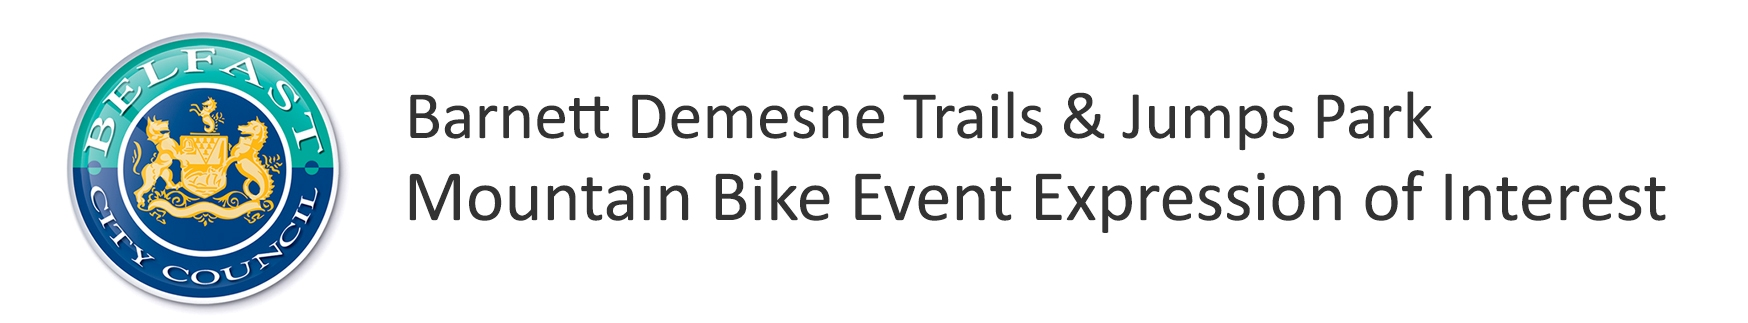 BELFAST
CITY COUNCIL
Barnett Demesne Trails & Jumps Park
Mountain Bike Event Expression of Interest